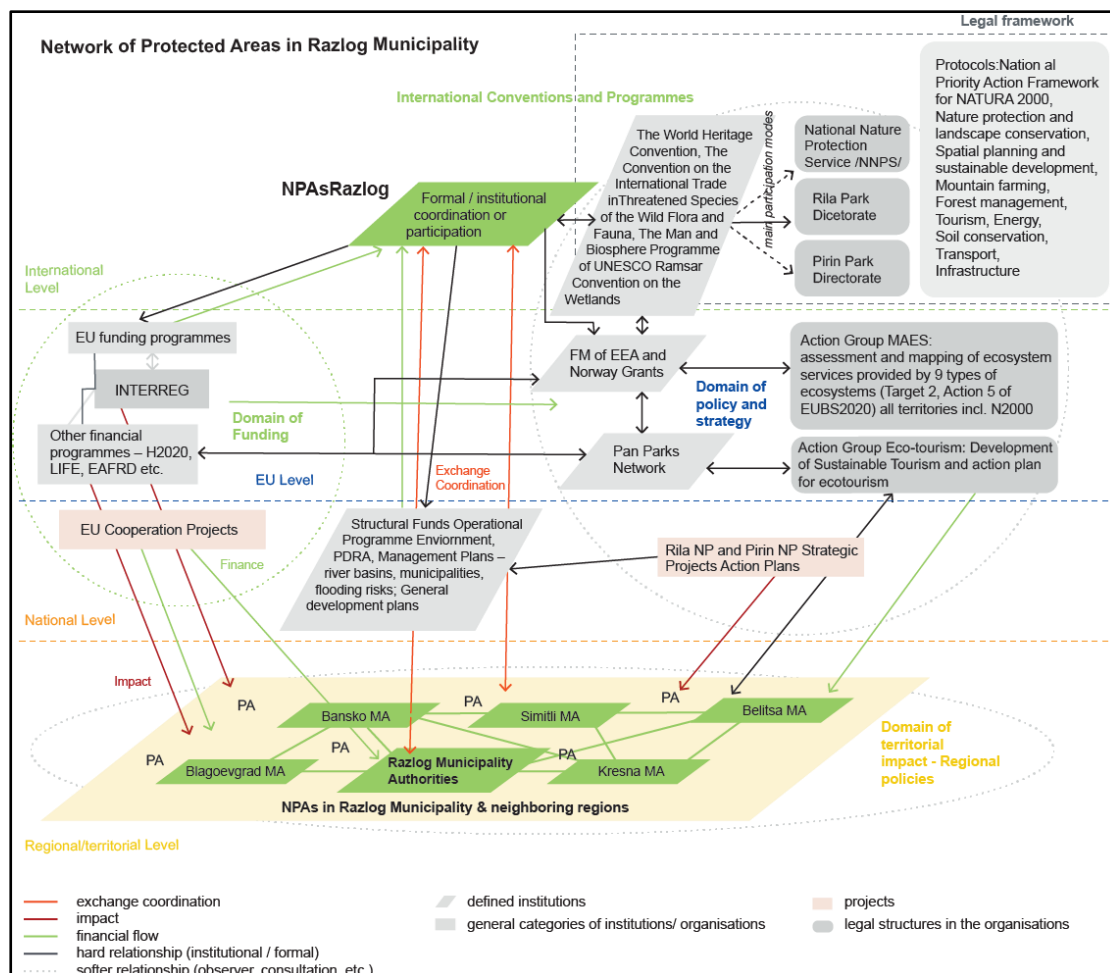 Legal framework
Network of Protected Areas in Razlog Municipality
Protocols:Nation al
Priority Action Framework
for NATURA 2000,
Nature protection and
landscape conservation,
Spatial planning and
sustainable development,
Mountain farming,
Forest management,
Tourism, Energy,
Soil conservation,
Transport,
Infrastructure
International Conventions and Programmes
The World Heritage
Convention, The
Convention on the
International Trade
inThreatened Species
of the Wild Flora and
Fauna, The Man and
Biosphere Programme
of UNESCO Ramsar
Convention on the
Wetlands
main participation modes
National Nature
Protection
Service /NNPS/
Rila Park
Dicetorate
Pirin Park
Directorate
NPAsRazlog
Formal / institutional
coordination or
participation
International
Level
EU funding programmes
INTERREG
Domain of
Funding
Other financial
programmes – H2020,
LIFE, EAFRD etc.
FM of EEA and
Norway Grants
Domain of
policy and
strategy
Action Group MAES:
assessment and mapping of ecosystem
services provided by 9 types of
ecosystems (Target 2, Action 5 of
EUBS2020) all territories incl. N2000
Pan Parks
Network
Action Group Eco-tourism: Development
of Sustainable Tourism and action plan
for ecotourism
Exchange
Coordination
EU Level
EU Cooperation Projects
Finance
Structural Funds Operational
Programme Enviornment,
PDRA, Management Plans –
river basins, municipalities,
flooding risks; General
development plans
Rila NP and Pirin NP Strategic
Projects Action Plans
National Level
Impact
PA
PA
PA
Bansko MA
Simitli MA
Belitsa MA
PA
PA
Blagoevgrad MA
Razlog Municipality
Authorities
Kresna MA
Domain of
territorial
impact - Regional
policies
NPAs in Razlog Municipality & neighboring regions
Regional/territorial Level
exchange coordination
impact
financial flow
hard relationship (institutional / formal)
softer relationship (observer, consultation, etc.)
defined institutions
general categories of institutions/ organisations
projects
legal structures in the organisations